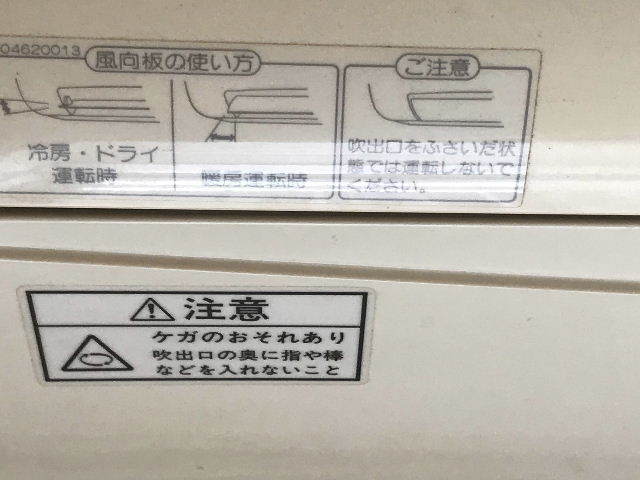 04620013
風向板の使い方
冷房・ドライ
運転時
暖房運転時
ご注意
吹出口をふさいだ状
態では運転しないで
ください。
注意
ケガのおそれあり
吹出口の奥に指や棒
などを入れないこと